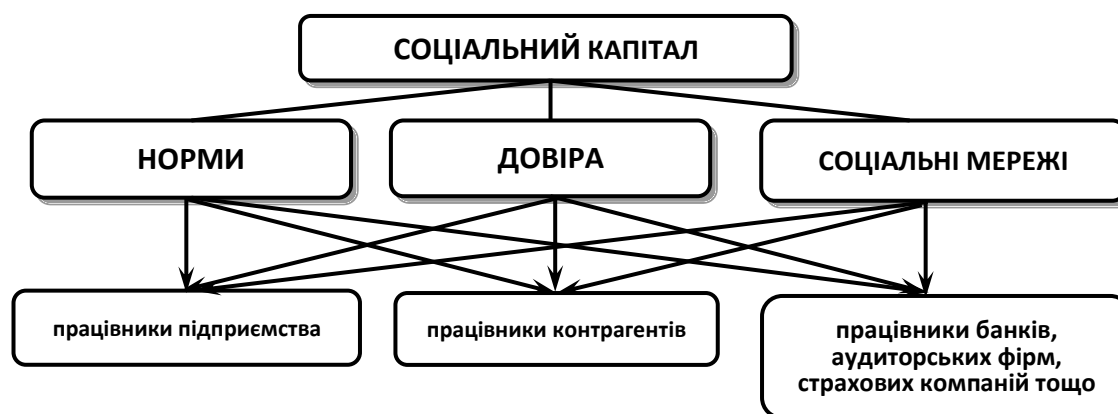 СОЦІАЛЬНИЙ КАПІТАЛ
НОРМИ
ДОВІРА
СОЦІАЛЬНІ МЕРЕЖІ
працівники підприємства
працівники контрагентів
працівники банків,
аудиторських фірм,
страхових компаній тощо